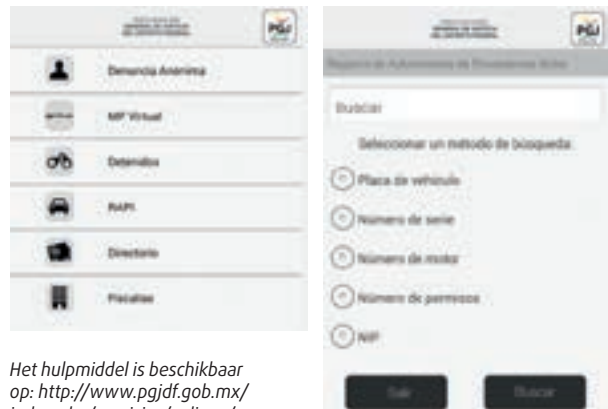 PGJ
Denuncia Anónima
MP Virtual
Detenidos
RAPI
Directorio
Fiscalías
Het hulpmiddel is beschikbaar
op: http://www.pgjdf.gob.mx/
PGJ
Buscar
Seleccionar un método de búsqueda:
Placa de vehículo
Número de serie
Número de motor
Número de permisos
NIP
Salir
Buscar